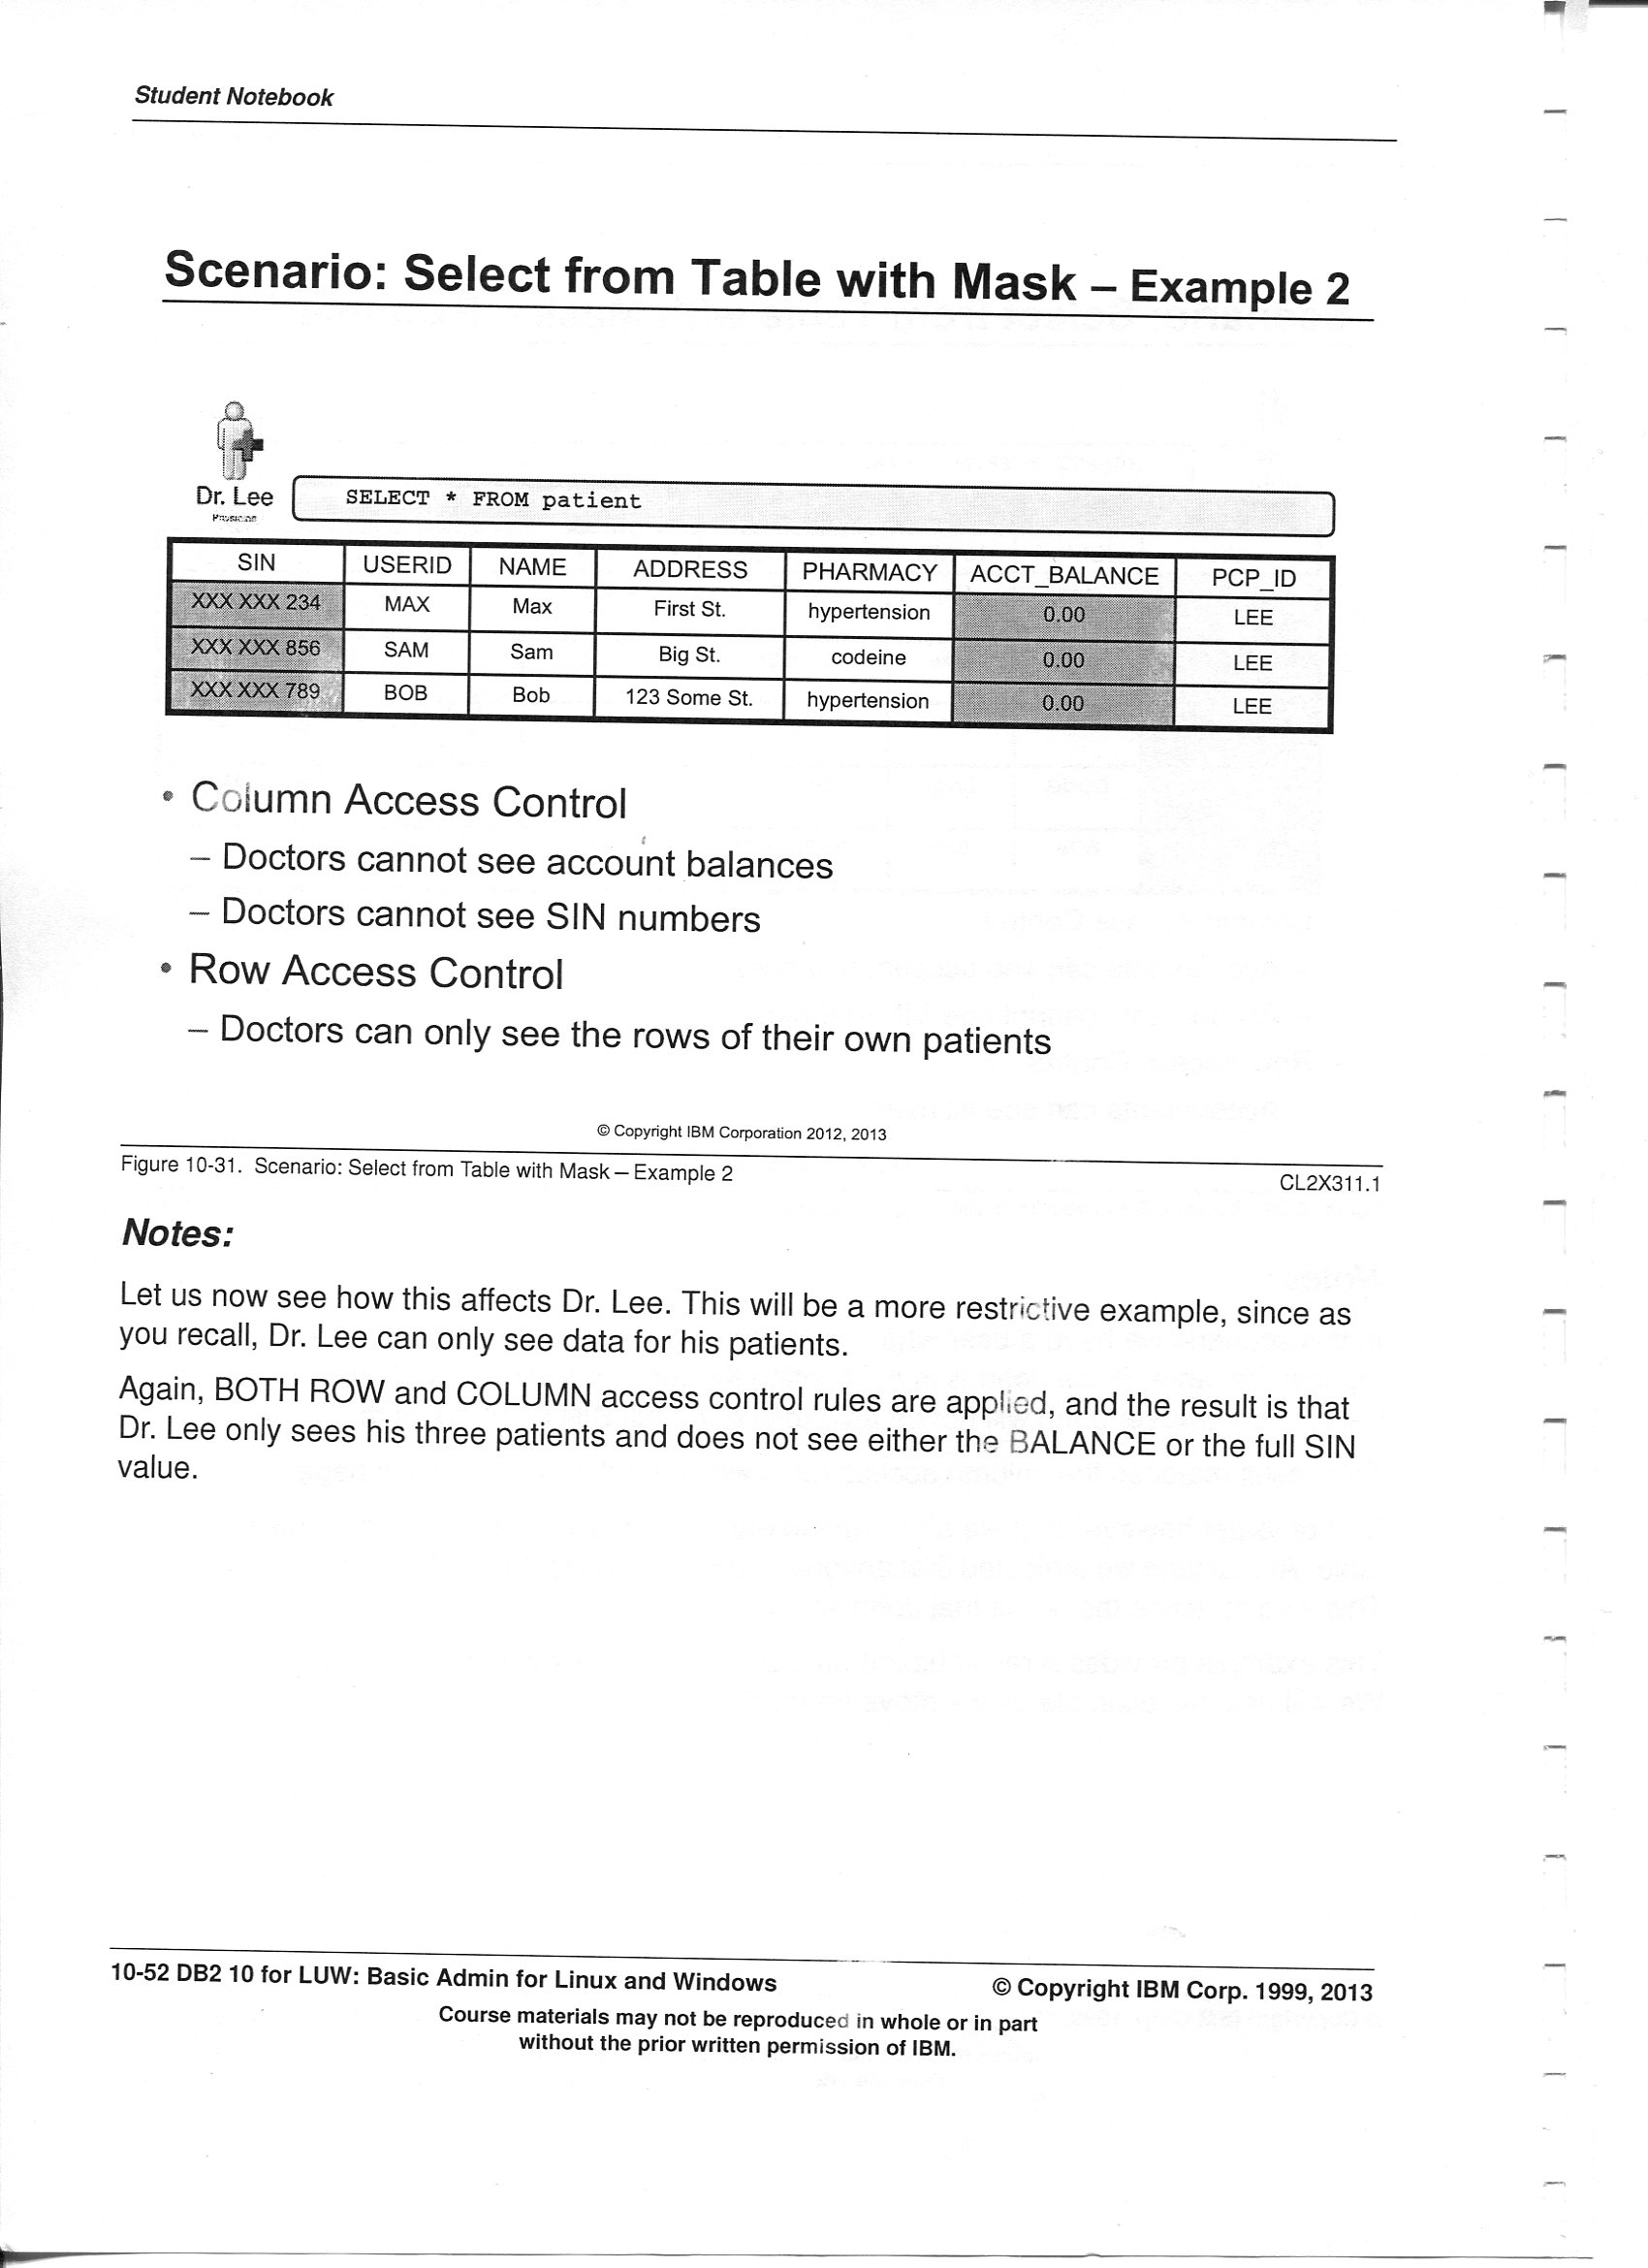 Student Notebook
Scenario: Select from Table with Mask – Example 2
Dr. Lee
Physician
SELECT * FROM patient
SIN USERID NAME ADDRESS PHARMACY ACCT_BALANCE PCP_ID
XXX XXX 234 MAX Max First St. hypertension 0.00 LEE
XXX XXX 856 SAM Sam Big St. codeine 0.00 LEE
XXX XXX 789 BOB Bob 123 Some St. hypertension 0.00 LEE
• Column Access Control
– Doctors cannot see account balances
– Doctors cannot see SIN numbers
• Row Access Control
– Doctors can only see the rows of their own patients
© Copyright IBM Corporation 2012, 2013
Figure 10-31. Scenario: Select from Table with Mask – Example 2 CL2X311.1
Notes:
Let us now see how this affects Dr. Lee. This will be a more restrictive example, since as
you recall, Dr. Lee can only see data for his patients.
Again, BOTH ROW and COLUMN access control rules are applied, and the result is that
Dr. Lee only sees his three patients and does not see either the BALANCE or the full SIN
value.
10-52 DB2 10 for LUW: Basic Admin for Linux and Windows © Copyright IBM Corp. 1999, 2013
Course materials may not be reproduced in whole or in part
without the prior written permission of IBM.